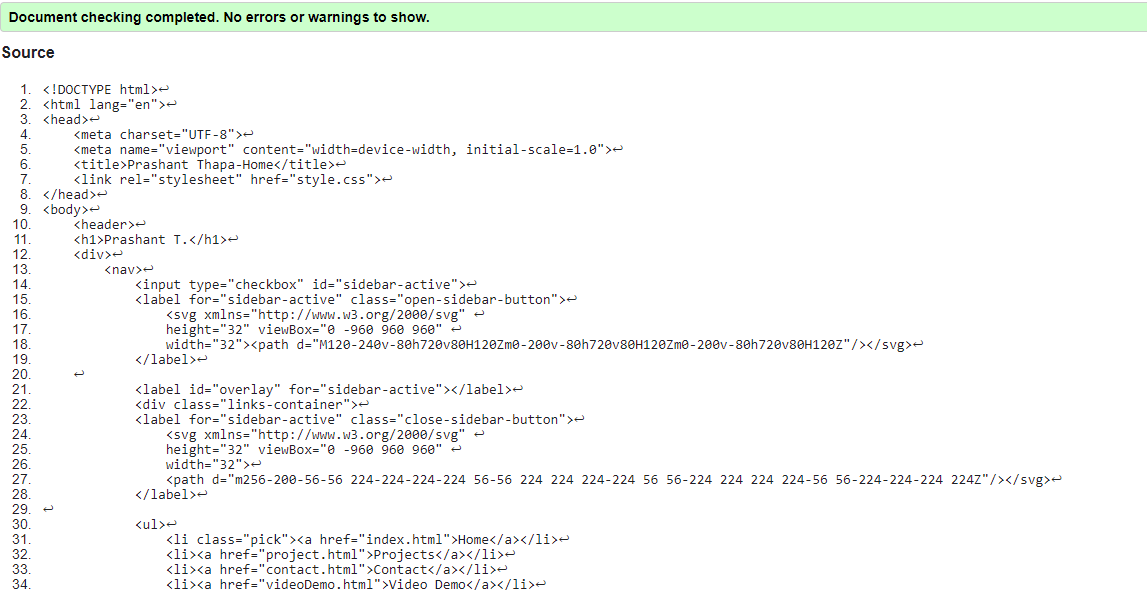 Document checking completed. No errors or warnings to show.
Source
1. <!DOCTYPE html>↩
2. <html lang="en">↩
3. <head>↩
4.     <meta charset="UTF-8">↩
5.     <meta name="viewport" content="width=device-width, initial-scale=1.0">↩
6.     <title>Prashant Thapa-Home</title>↩
7.     <link rel="stylesheet" href="style.css">↩
8. </head>↩
9. <body>↩
10.     <header>↩
11.     <h1>Prashant T.</h1>↩
12.     <div>↩
13.         <nav>↩
14.             <input type="checkbox" id="sidebar-active">↩
15.             <label for="sidebar-active" class="open-sidebar-button">↩
16.                 <svg xmlns="http://www.w3.org/2000/svg" ↩
17.                 height="32" viewBox="0 -960 960 960" ↩
18.                 width="32"><path d="M120-240v-80h720v80H120Zm0-200v-80h720v80H120Zm0-200v-80h720v80H120Z"/></svg>↩
19.             </label>↩
20.     ↩
21.             <label id="overlay" for="sidebar-active"></label>↩
22.             <div class="links-container">↩
23.             <label for="sidebar-active" class="close-sidebar-button">↩
24.                 <svg xmlns="http://www.w3.org/2000/svg" ↩
25.                 height="32" viewBox="0 -960 960 960" ↩
26.                 width="32">↩
27.                 <path d="m256-200-56-56 224-224-224-224 56-56 224 224 224-224 56 56-224 224 224 224-56 56-224-224-224 224Z"/></svg>↩
28.             </label>↩
29. ↩
30.             <ul>↩
31.                 <li class="pick"><a href="index.html">Home</a></li>↩
32.                 <li><a href="project.html">Projects</a></li>↩
33.                 <li><a href="contact.html">Contact</a></li>↩
34.                 <li><a href="videoDemo.html">Video Demo</a></li>↩